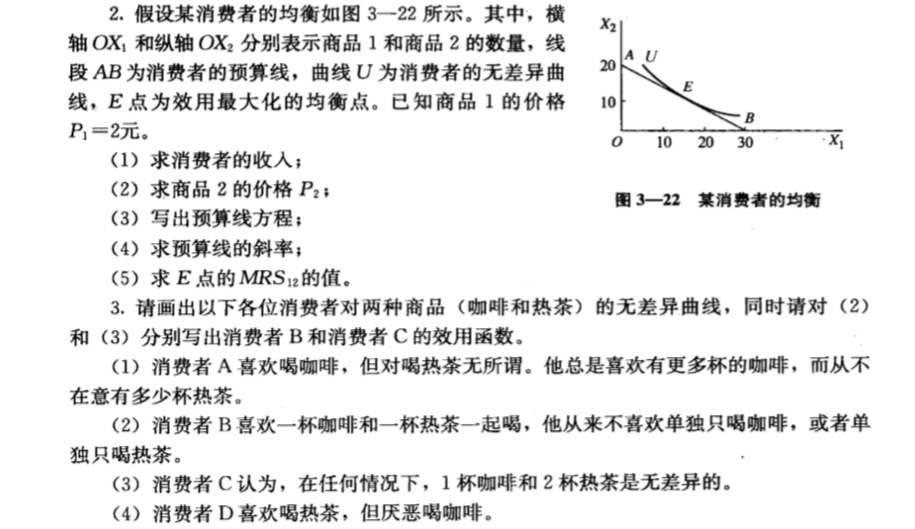 2. 假设某消费者的均衡如图 3—22 所示。其中，横
轴 OX₁ 和纵轴 OX₂ 分别表示商品 1 和商品 2 的数量，线
段 AB 为消费者的预算线，曲线 U 为消费者的无差异曲
线，E 点为效用最大化的均衡点。已知商品 1 的价格
P₁＝2元。
（1）求消费者的收入；
（2）求商品 2 的价格 P₂；
（3）写出预算线方程；
（4）求预算线的斜率；
（5）求 E 点的 MRS₁₂ 的值。
X₂
A U
20
E
10
B
O 10 20 30 X₁
图 3—22 某消费者的均衡
3. 请画出以下各位消费者对两种商品（咖啡和热茶）的无差异曲线，同时请对（2）
和（3）分别写出消费者 B 和消费者 C 的效用函数。
（1）消费者 A 喜欢喝咖啡，但对喝热茶无所谓。他总是喜欢有更多杯的咖啡，而从不
在意有多少杯热茶。
（2）消费者 B 喜欢一杯咖啡和一杯热茶一起喝，他从来不喜欢单独只喝咖啡，或者单
独只喝热茶。
（3）消费者 C 认为，在任何情况下，1 杯咖啡和 2 杯热茶是无差异的。
（4）消费者 D 喜欢喝热茶，但厌恶喝咖啡。